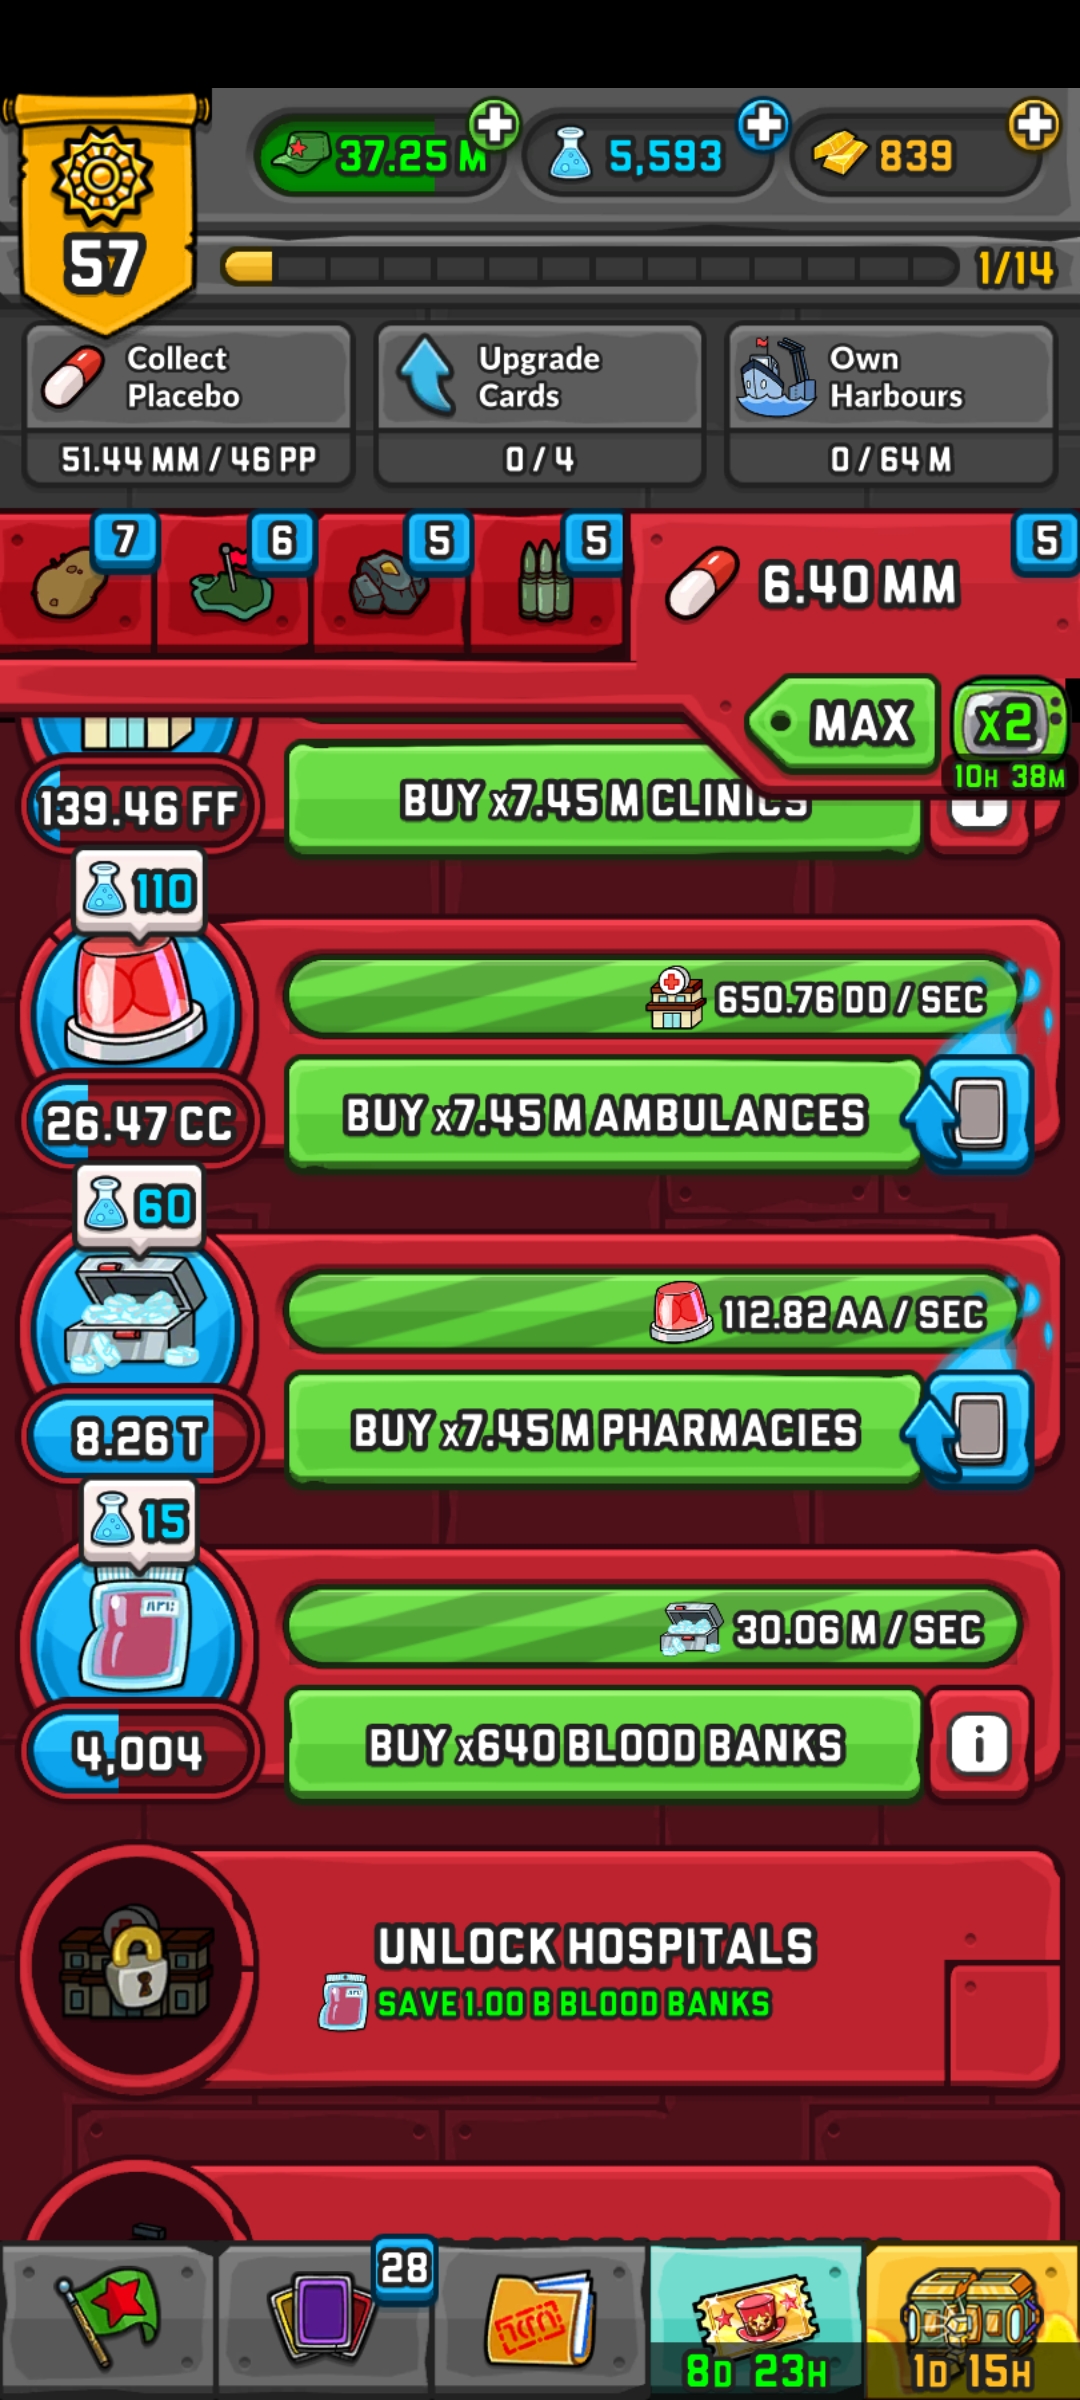 37.25 M
5,593
839
57
1/14
Collect
Placebo
51.44 MM / 46 PP
Upgrade
Cards
0 / 4
Own
Harbours
0 / 64 M
7
6
5
5
6.40 MM
5
MAX
x2
10H 38M
139.46 FF
BUY x7.45 M CLINICS
110
650.76 DD / SEC
26.47 CC
BUY x7.45 M AMBULANCES
60
112.82 AA / SEC
8.26 T
BUY x7.45 M PHARMACIES
15
30.06 M / SEC
4,004
BUY x640 BLOOD BANKS
i
UNLOCK HOSPITALS
SAVE 1.00 B BLOOD BANKS
28
8D 23H
1D 15H